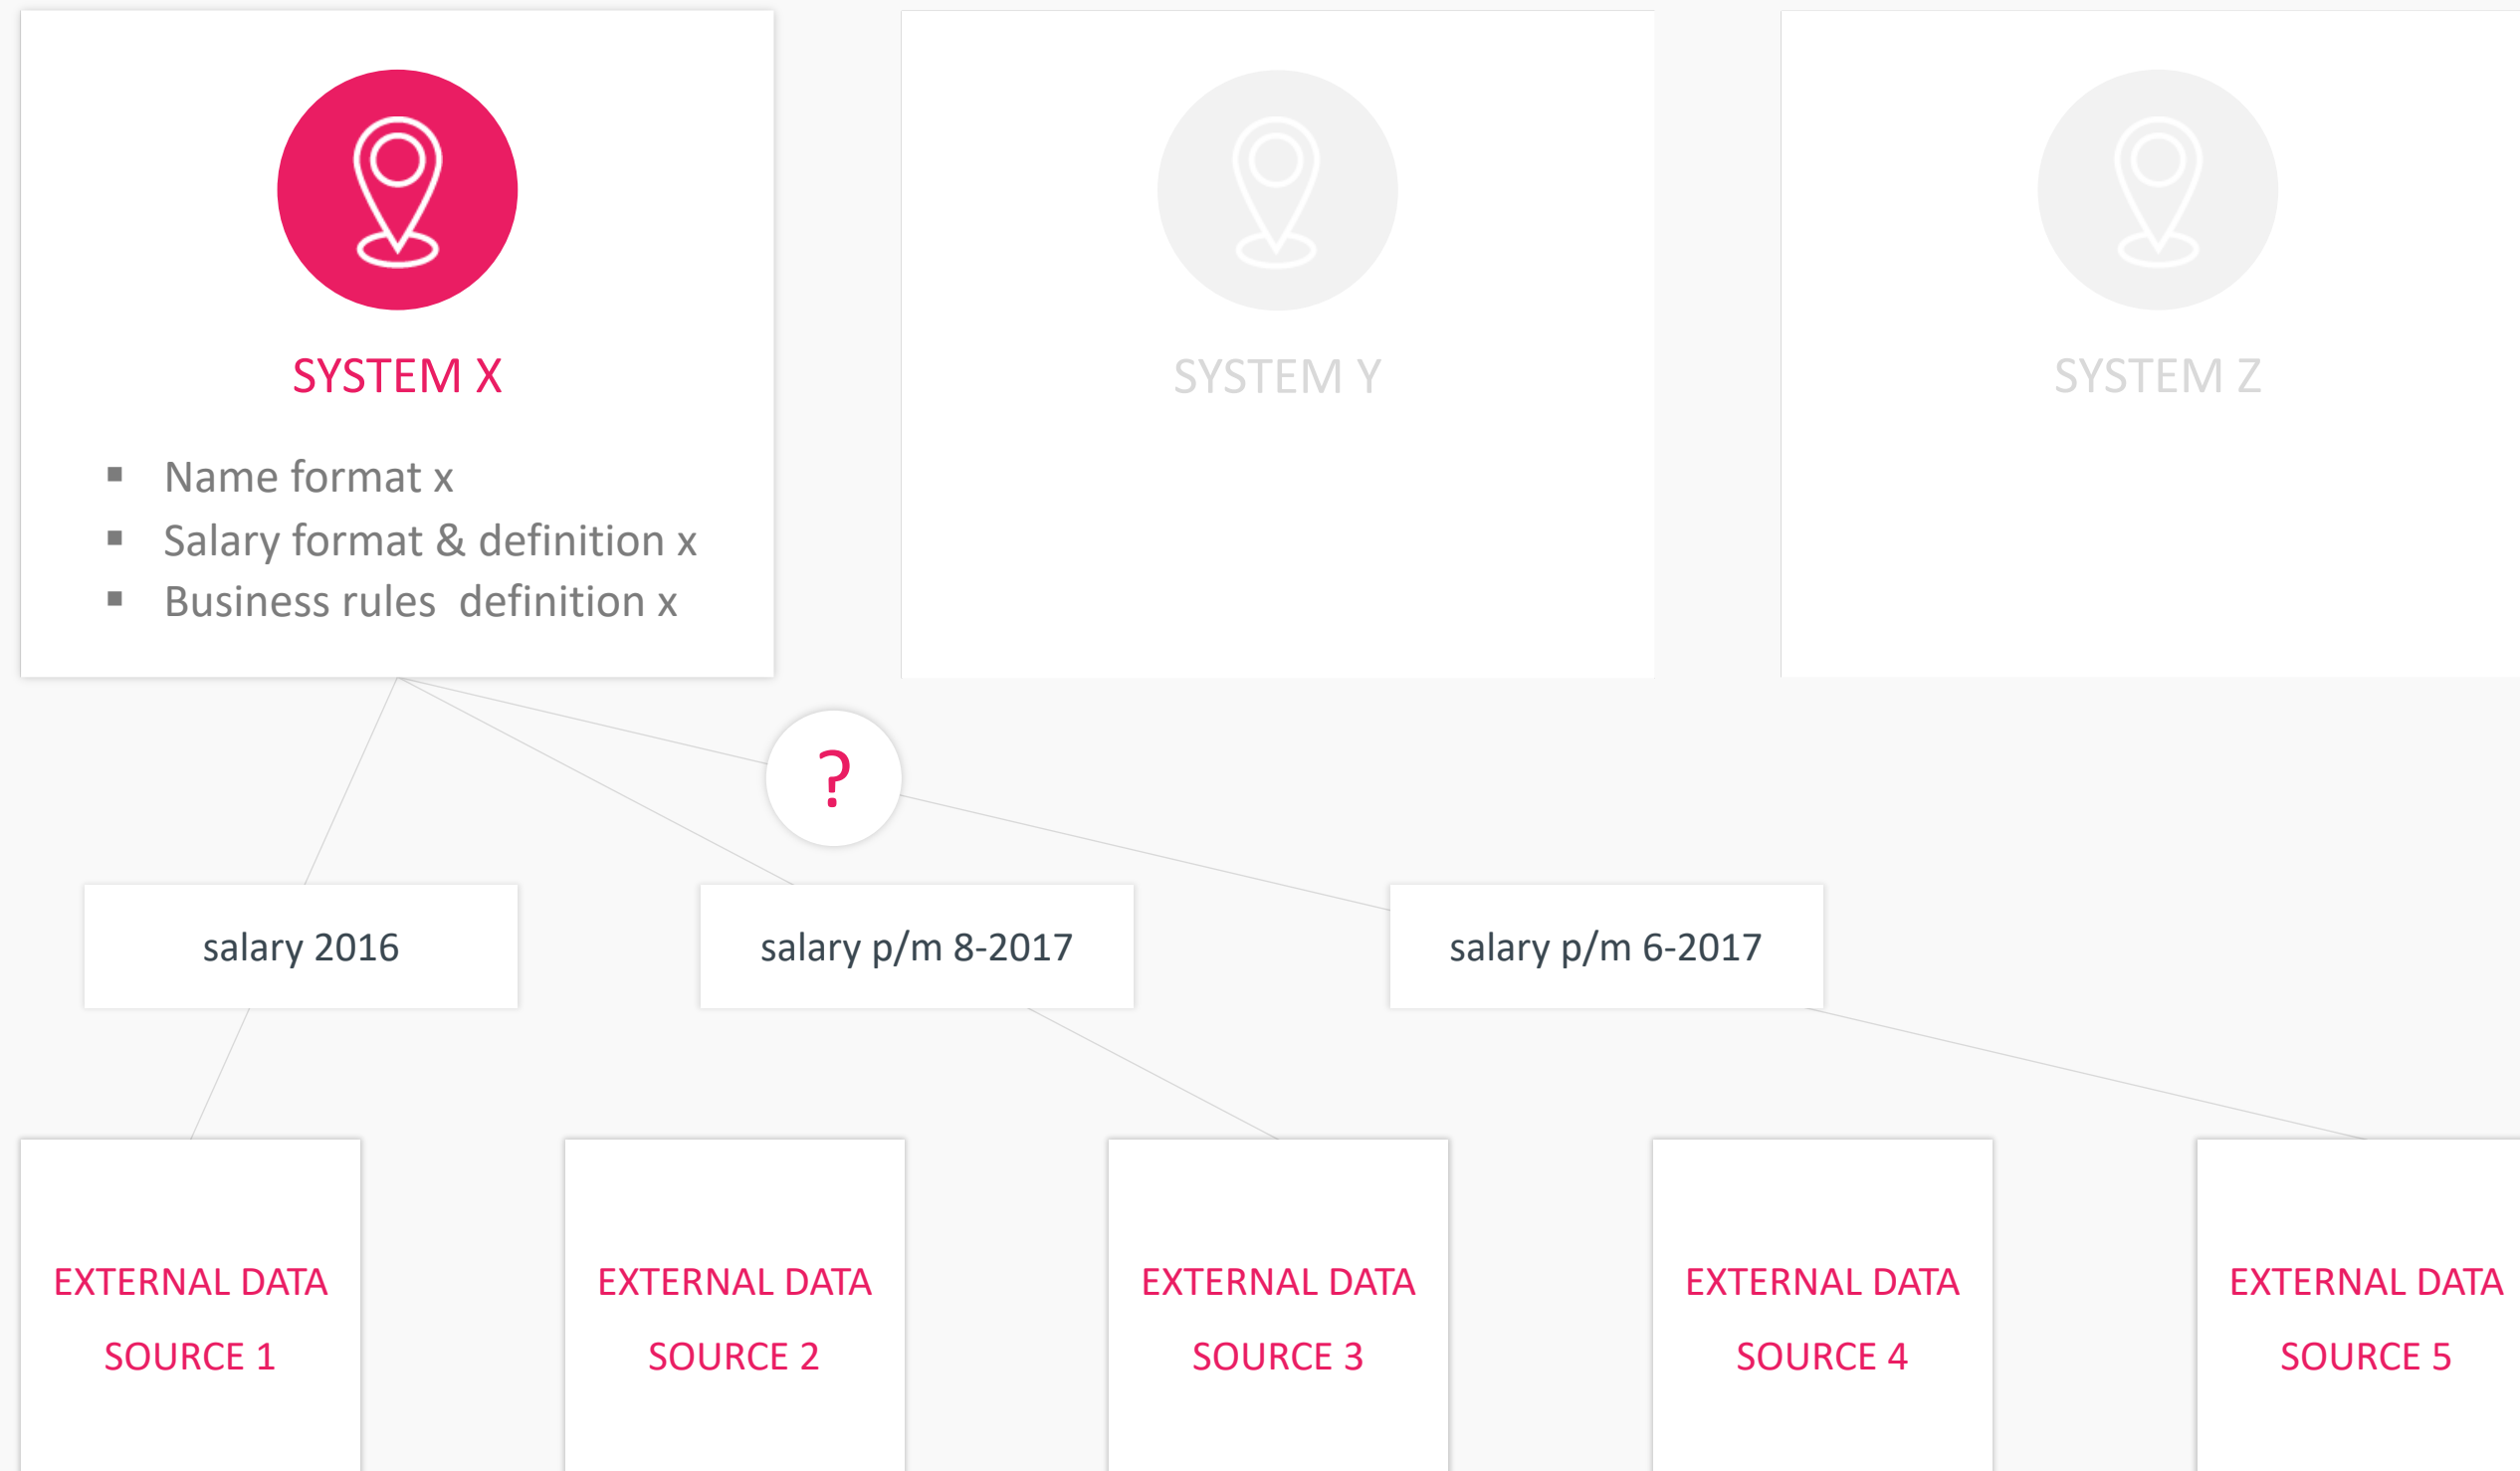 SYSTEM X
SYSTEM Y
SYSTEM Z
▪ Name format x
▪ Salary format & definition x
▪ Business rules  definition x
?
salary 2016
salary p/m 8-2017
salary p/m 6-2017
EXTERNAL DATA
SOURCE 1
EXTERNAL DATA
SOURCE 2
EXTERNAL DATA
SOURCE 3
EXTERNAL DATA
SOURCE 4
EXTERNAL DATA
SOURCE 5